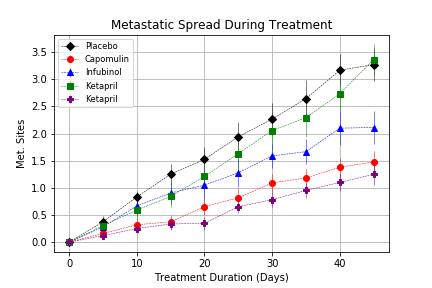 Metastatic Spread During Treatment
Placebo
Capomulin
Infubinol
Ketapril
Ketapril
Met. Sites
3.5
3.0
2.5
2.0
1.5
1.0
0.5
0.0
0 10 20 30 40
Treatment Duration (Days)